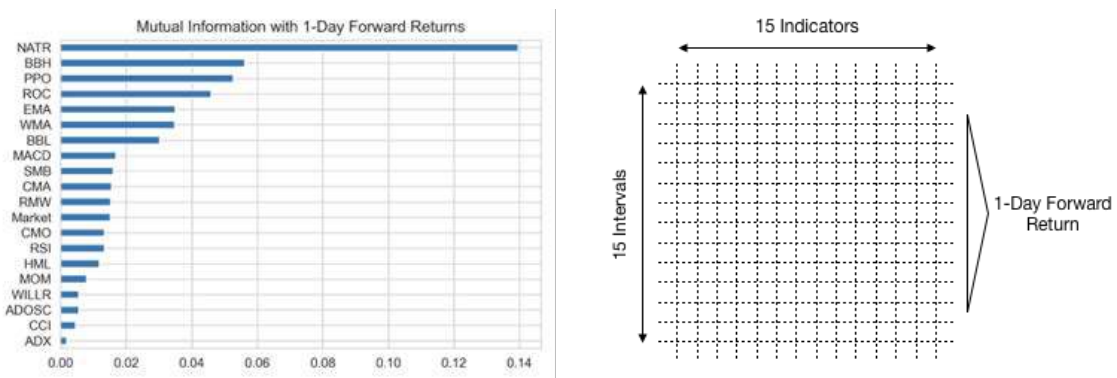 Mutual Information with 1-Day Forward Returns
NATR
BBH
PPO
ROC
EMA
WMA
BBL
MACD
SMB
CMA
RMW
Market
CMO
RSI
HML
MOM
WILLR
ADOSC
CCI
ADX
0.00 0.02 0.04 0.06 0.08 0.10 0.12 0.14
15 Indicators
15 Intervals
1-Day Forward
Return